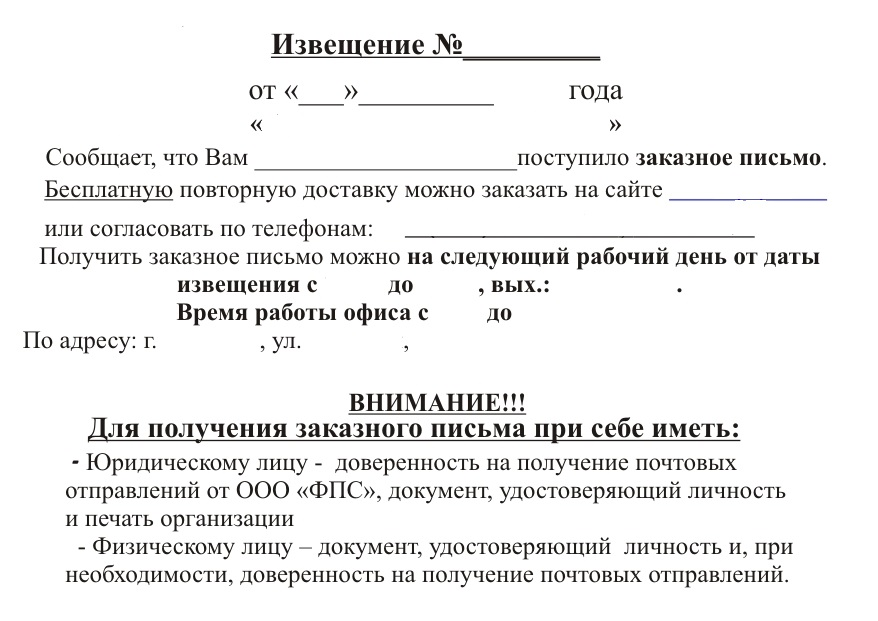 Извещение №_________
от «___»_________ года
« »
Сообщает, что Вам ______________________поступило заказное письмо.
Бесплатную повторную доставку можно заказать на сайте _____________
или согласовать по телефонам: _____________________________
Получить заказное письмо можно на следующий рабочий день от даты
извещения с до , вых.: .
Время работы офиса с до
По адресу: г. , ул. ,
ВНИМАНИЕ!!!
Для получения заказного письма при себе иметь:
- Юридическому лицу - доверенность на получение почтовых
отправлений от ООО «ФПС», документ, удостоверяющий личность
и печать организации
- Физическому лицу – документ, удостоверяющий личность и, при
необходимости, доверенность на получение почтовых отправлений.